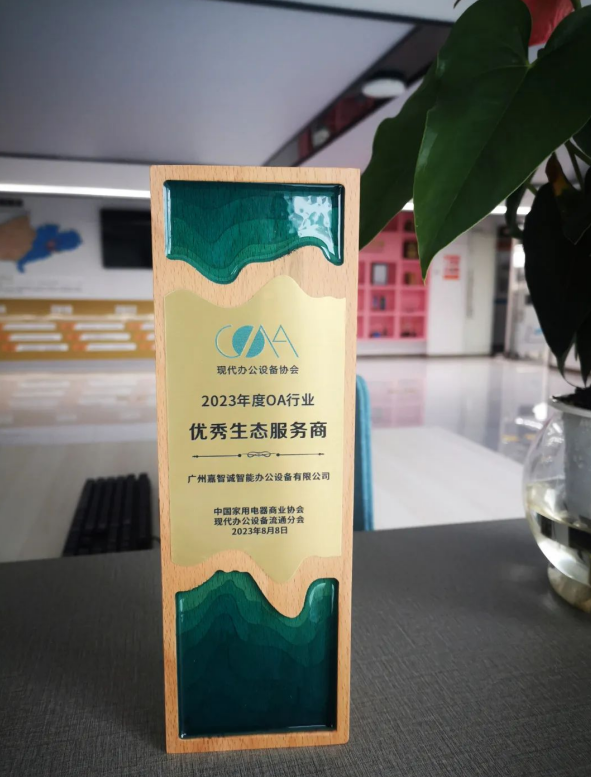 COAA
现代办公设备协会
2023年度OA行业
优秀生态服务商
广州嘉智诚智能办公设备有限公司
中国家用电器商业协会
现代办公设备流通分会
2023年8月8日